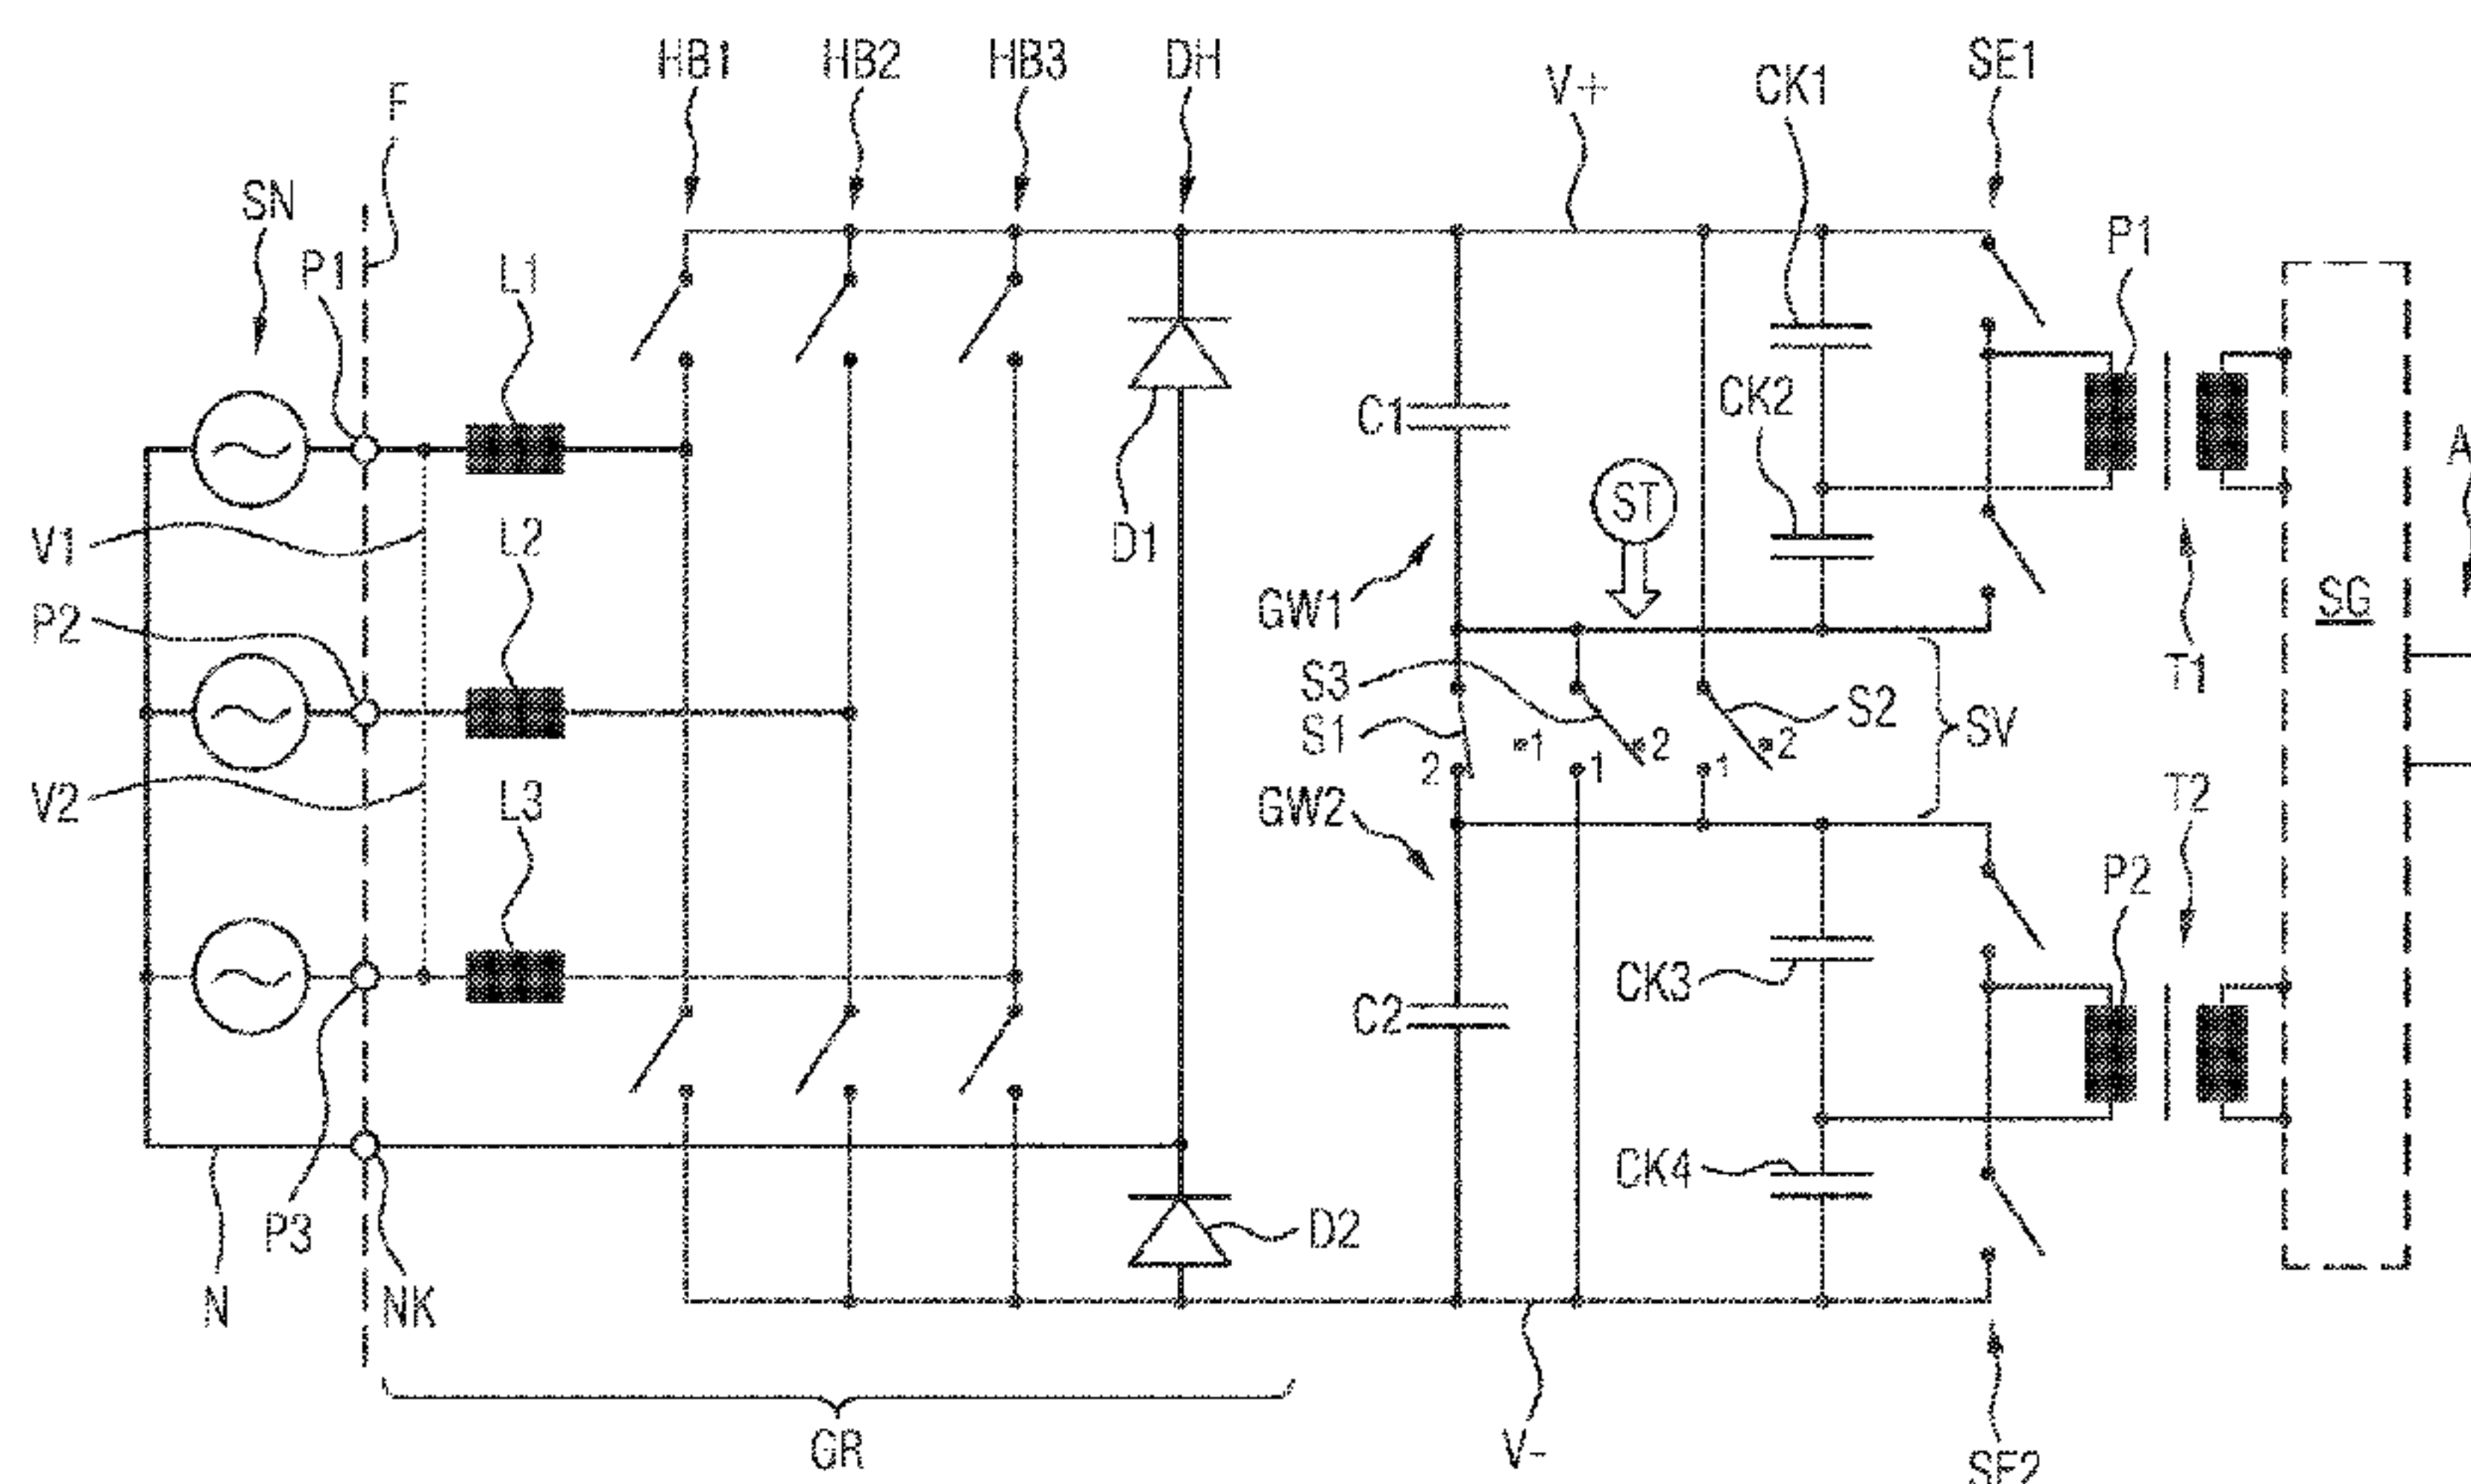 HB1 HB2 HB3 DH V+ CK1 SE1
F
SN P1 L1 P1
C1 CK2 A
ST
V1 L2 D1
GW1 SG
P2
S3 S2 T1
S1 SV
1 2 2
2 1 1
V2 L3 GW2 T2
P2
CK3
C2
CK4
P3 D2
N NK
GR V- SE2